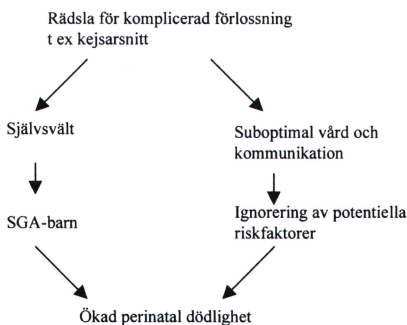 Rädsla för komplicerad förlossning
t ex kejsarsnitt
Självsvält
Suboptimal vård och
kommunikation
SGA-barn
Ignorering av potentiella
riskfaktorer
Ökad perinatal dödlighet